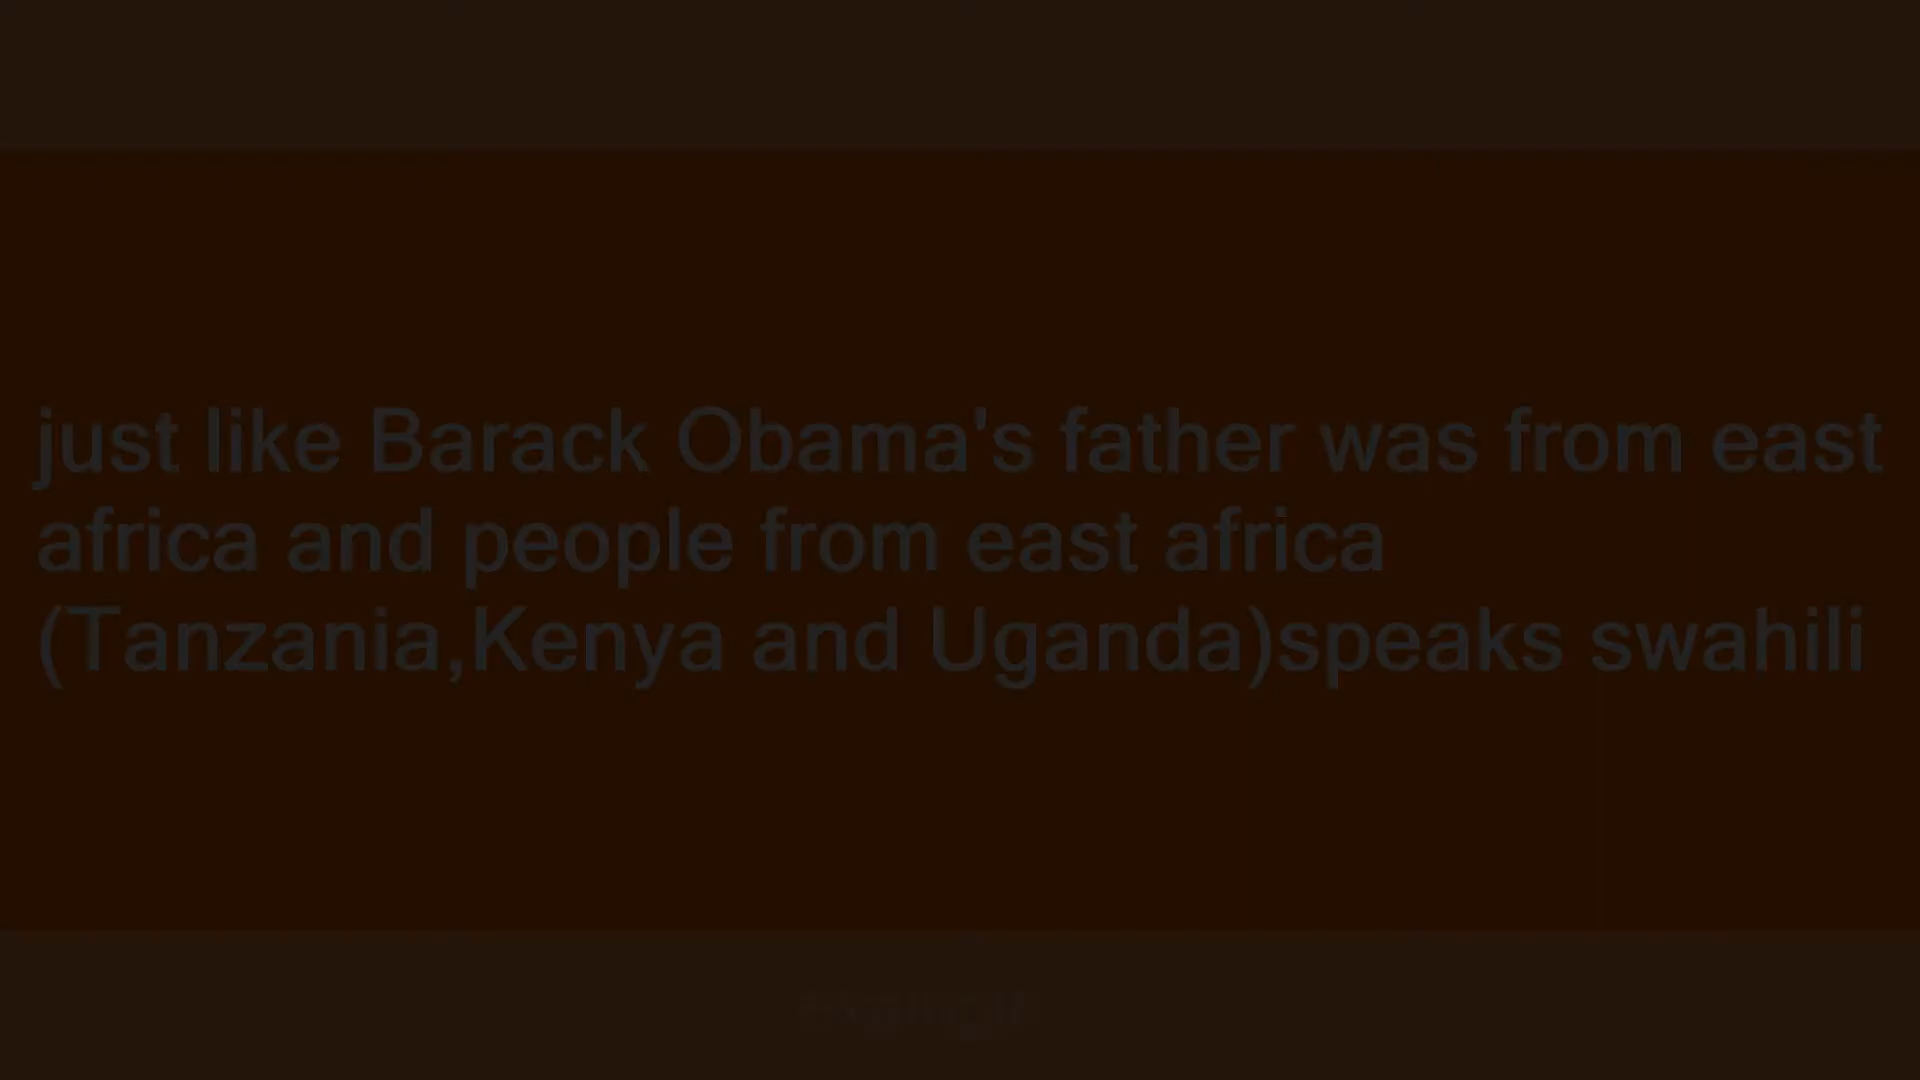 just like Barack Obama's father was from east
africa and people from east africa
(Tanzania,Kenya and Uganda)speaks swahili